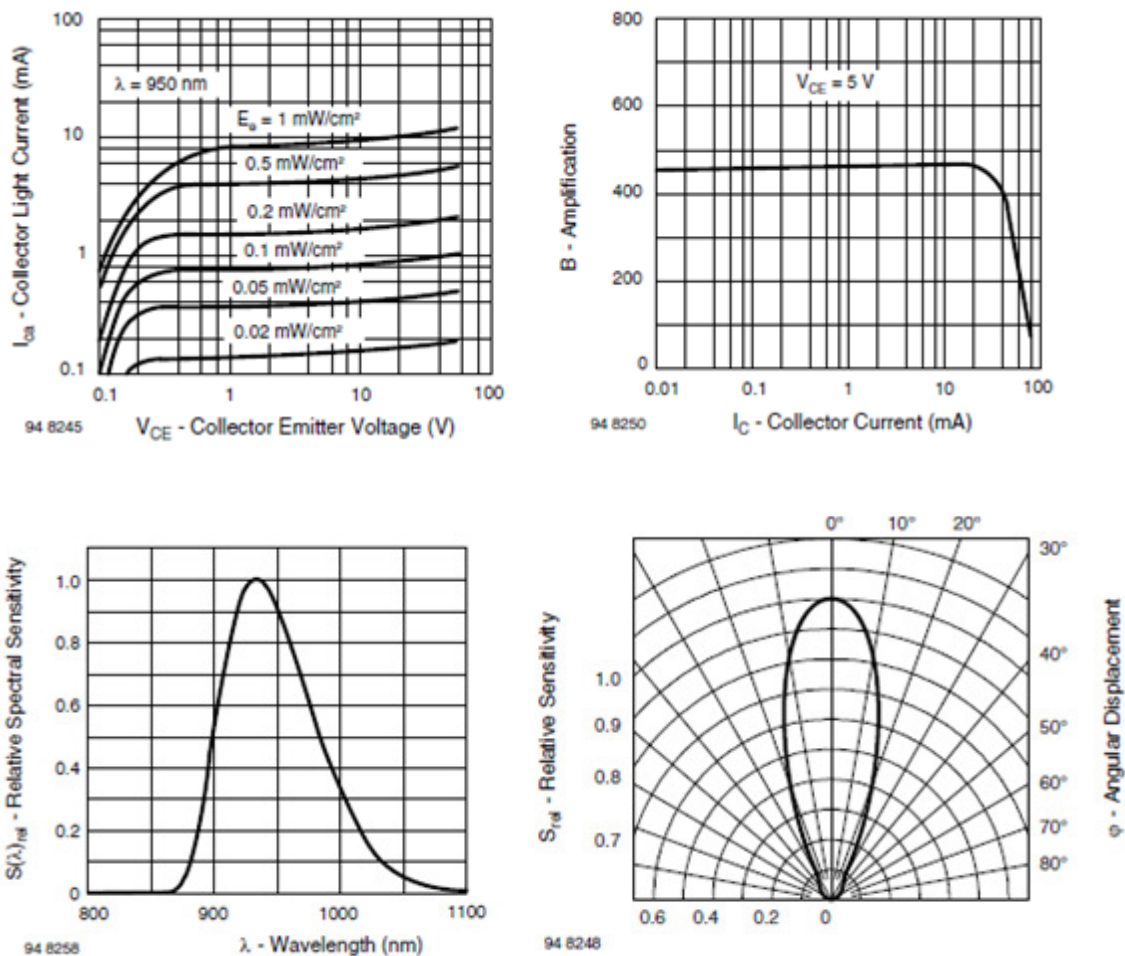 100
10
1
0.1
I_ca - Collector Light Current (mA)
λ = 950 nm
E_e = 1 mW/cm²
0.5 mW/cm²
0.2 mW/cm²
0.1 mW/cm²
0.05 mW/cm²
0.02 mW/cm²
0.1 1 10 100
94 8245
V_CE - Collector Emitter Voltage (V)
800
600
400
200
0
B - Amplification
V_CE = 5 V
0.01 0.1 1 10 100
94 8250
I_C - Collector Current (mA)
1.0
0.8
0.6
0.4
0.2
0
S(λ)_rel - Relative Spectral Sensitivity
800 900 1000 1100
94 8258
λ - Wavelength (nm)
0° 10° 20°
30°
40°
50°
60°
70°
80°
S_rel - Relative Sensitivity
1.0
0.9
0.8
0.7
φ - Angular Displacement
0.6 0.4 0.2 0
94 8248